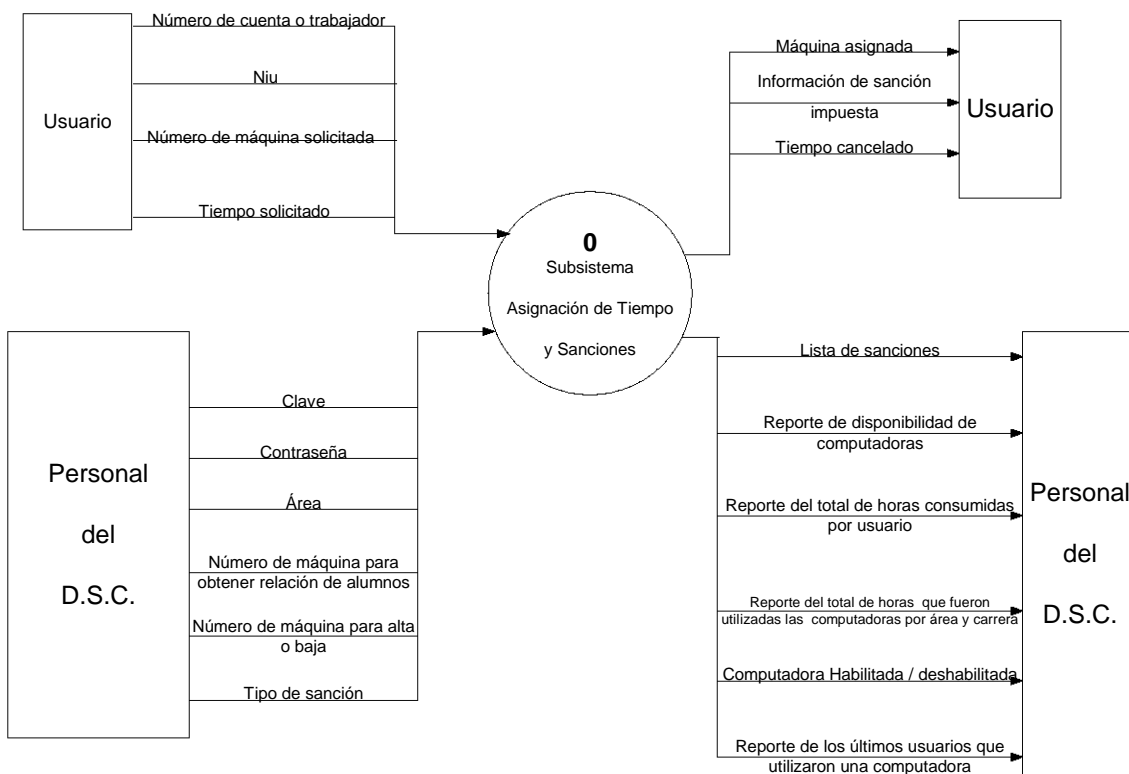 Número de cuenta o trabajador
Niu
Usuario
Número de máquina solicitada
Tiempo solicitado
Máquina asignada
Información de sanción
impuesta
Tiempo cancelado
Usuario
0
Subsistema
Asignación de Tiempo
y Sanciones
Clave
Contraseña
Área
Número de máquina para
obtener relación de alumnos
Número de máquina para alta
o baja
Tipo de sanción
Personal
del
D.S.C.
Lista de sanciones
Reporte de disponibilidad de
computadoras
Reporte del total de horas consumidas
por usuario
Reporte del total de horas que fueron
utilizadas las computadoras por área y carrera
Computadora Habilitada / deshabilitada
Reporte de los últimos usuarios que
utilizaron una computadora
Personal
del
D.S.C.